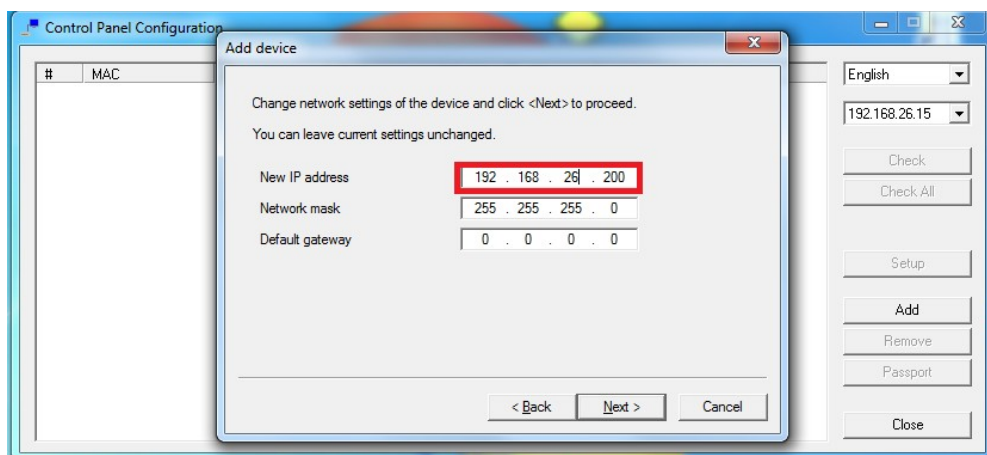 Control Panel Configuration
Add device
# MAC
English
192.168.26.15
Change network settings of the device and click <Next> to proceed.
You can leave current settings unchanged.
New IP address 192 . 168 . 26 . 200
Network mask 255 . 255 . 255 . 0
Default gateway 0 . 0 . 0 . 0
Check
Check All
Setup
Add
Remove
Passport
< Back Next > Cancel
Close